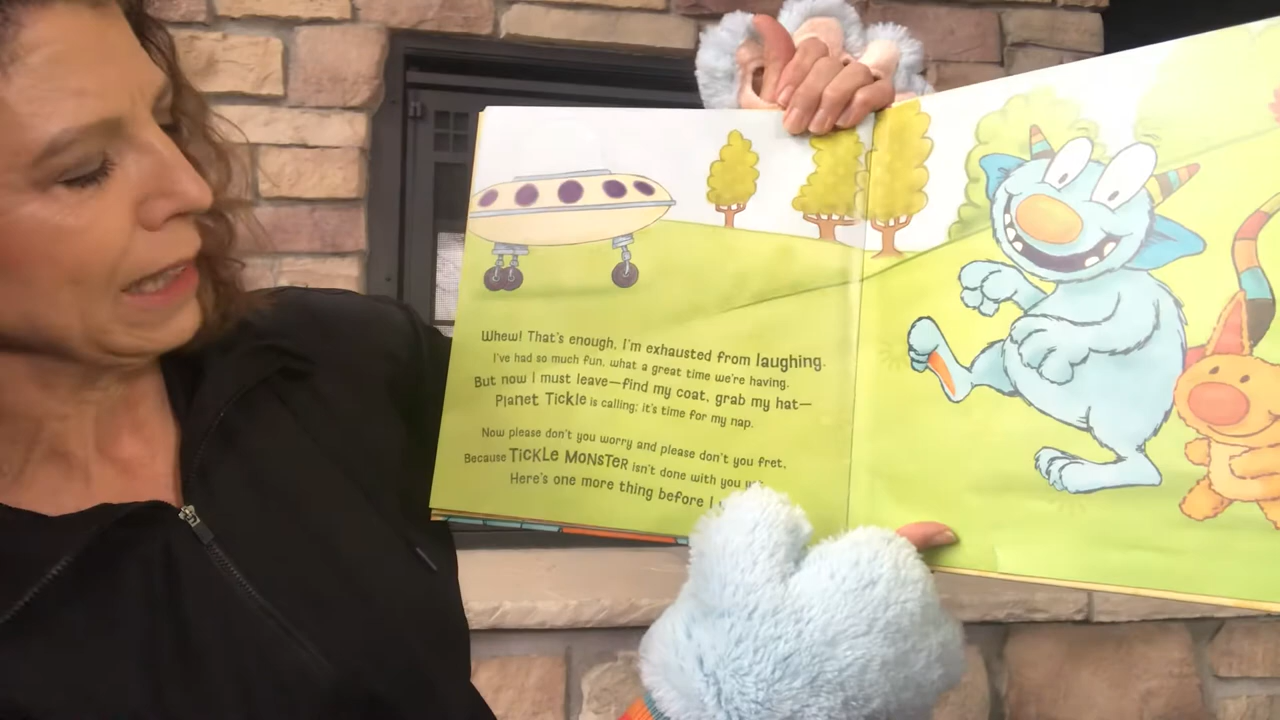 Whew! That's enough, I'm exhausted from laughing.
I've had so much fun, what a great time we're having.
But now I must leave—find my coat, grab my hat—
Planet Tickle is calling; it's time for my nap.
Now please don't you worry and please don't you fret,
Because TICKLE MONSTER isn't done with you
Here's one more thing before I